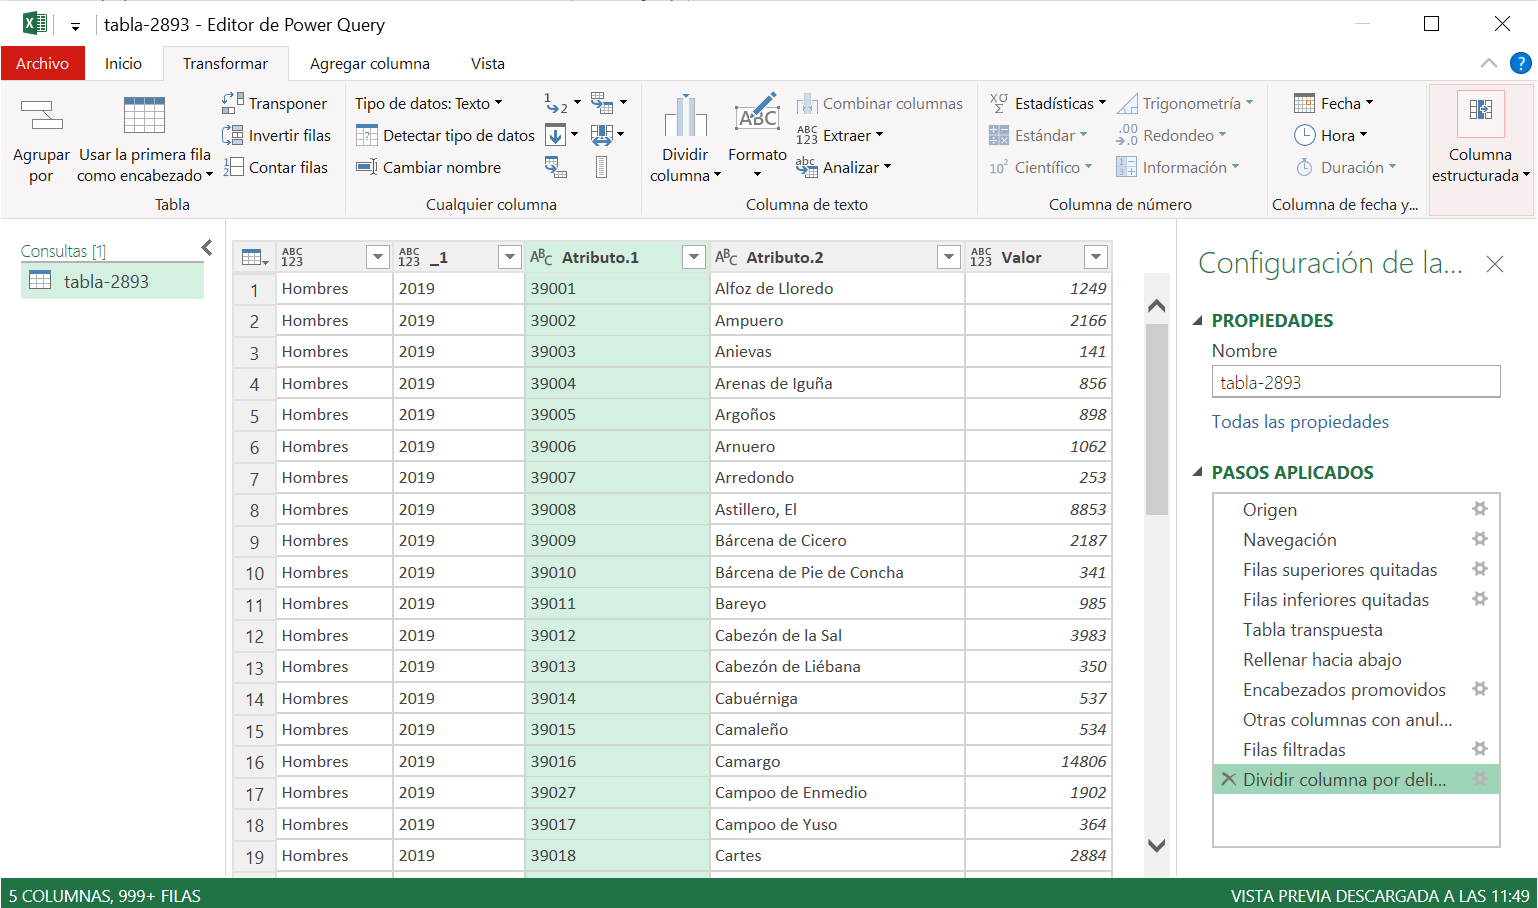 tabla-2893 - Editor de Power Query
Archivo Inicio Transformar Agregar columna Vista
?
Agrupar por
Usar la primera fila como encabezado
Transponer
Invertir filas
Contar filas
Tabla
Tipo de datos: Texto
Detectar tipo de datos
Cambiar nombre
1 2
Cualquier columna
Dividir columna
ABC
Formato
Combinar columnas
ABC 123 Extraer
abc Analizar
Columna de texto
ΧΟ Σ Estadísticas
Estándar
10² Científico
Trigonometría
.00 .0 Redondeo
Información
Columna de número
Fecha
Hora
Duración
Columna de fecha y...
Columna estructurada
Consultas [1]
tabla-2893
ABC 123 ABC 123 _1 ABC Atributo.1 ABC Atributo.2 ABC 123 Valor
1 Hombres 2019 39001 Alfoz de Lloredo 1249
2 Hombres 2019 39002 Ampuero 2166
3 Hombres 2019 39003 Anievas 141
4 Hombres 2019 39004 Arenas de Iguña 856
5 Hombres 2019 39005 Argoños 898
6 Hombres 2019 39006 Arnuero 1062
7 Hombres 2019 39007 Arredondo 253
8 Hombres 2019 39008 Astillero, El 8853
9 Hombres 2019 39009 Bárcena de Cicero 2187
10 Hombres 2019 39010 Bárcena de Pie de Concha 341
11 Hombres 2019 39011 Bareyo 985
12 Hombres 2019 39012 Cabezón de la Sal 3983
13 Hombres 2019 39013 Cabezón de Liébana 350
14 Hombres 2019 39014 Cabuérniga 537
15 Hombres 2019 39015 Camaleño 534
16 Hombres 2019 39016 Camargo 14806
17 Hombres 2019 39027 Campoo de Enmedio 1902
18 Hombres 2019 39017 Campoo de Yuso 364
19 Hombres 2019 39018 Cartes 2884
Configuración de la...
PROPIEDADES
Nombre
tabla-2893
Todas las propiedades
PASOS APLICADOS
Origen
Navegación
Filas superiores quitadas
Filas inferiores quitadas
Tabla transpuesta
Rellenar hacia abajo
Encabezados promovidos
Otras columnas con anul...
Filas filtradas
Dividir columna por deli...
5 COLUMNAS, 999+ FILAS
VISTA PREVIA DESCARGADA A LAS 11:49